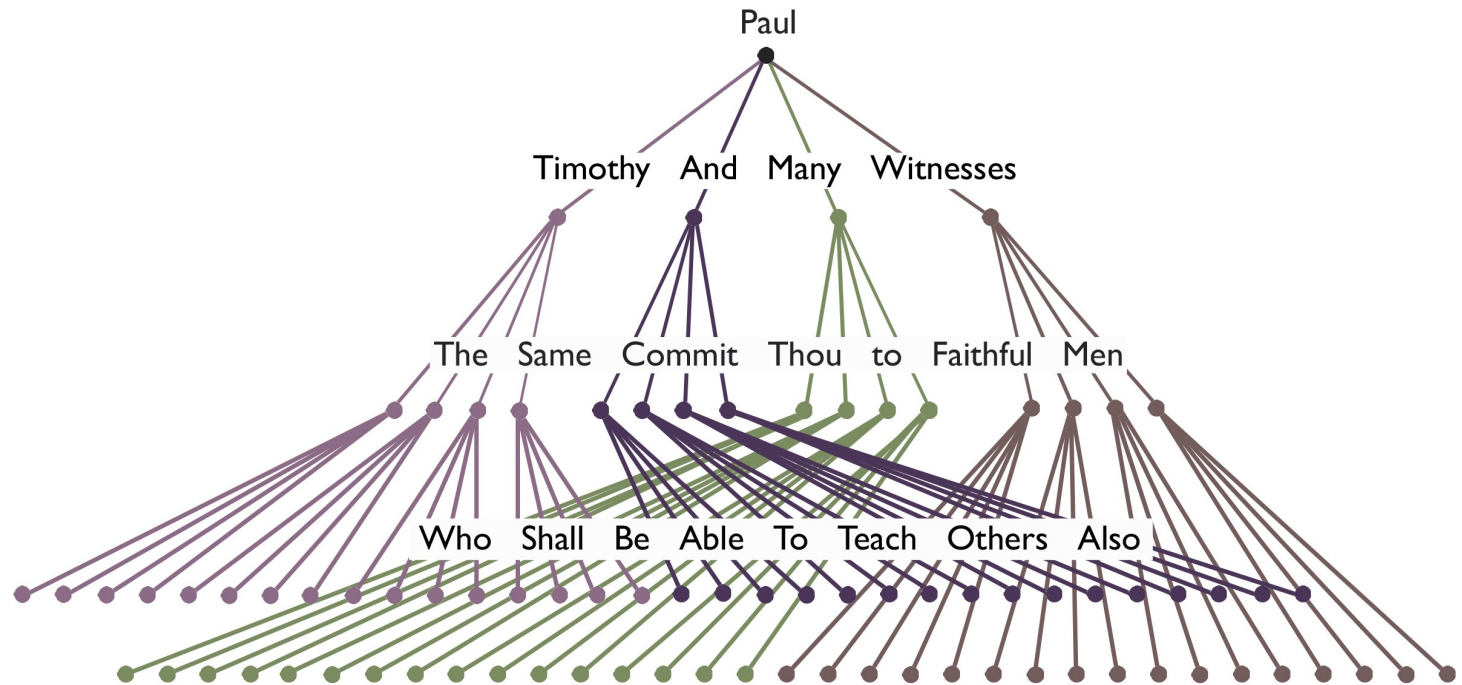 Paul
Timothy And Many Witnesses
The Same Commit Thou to Faithful Men
Who Shall Be Able To Teach Others Also